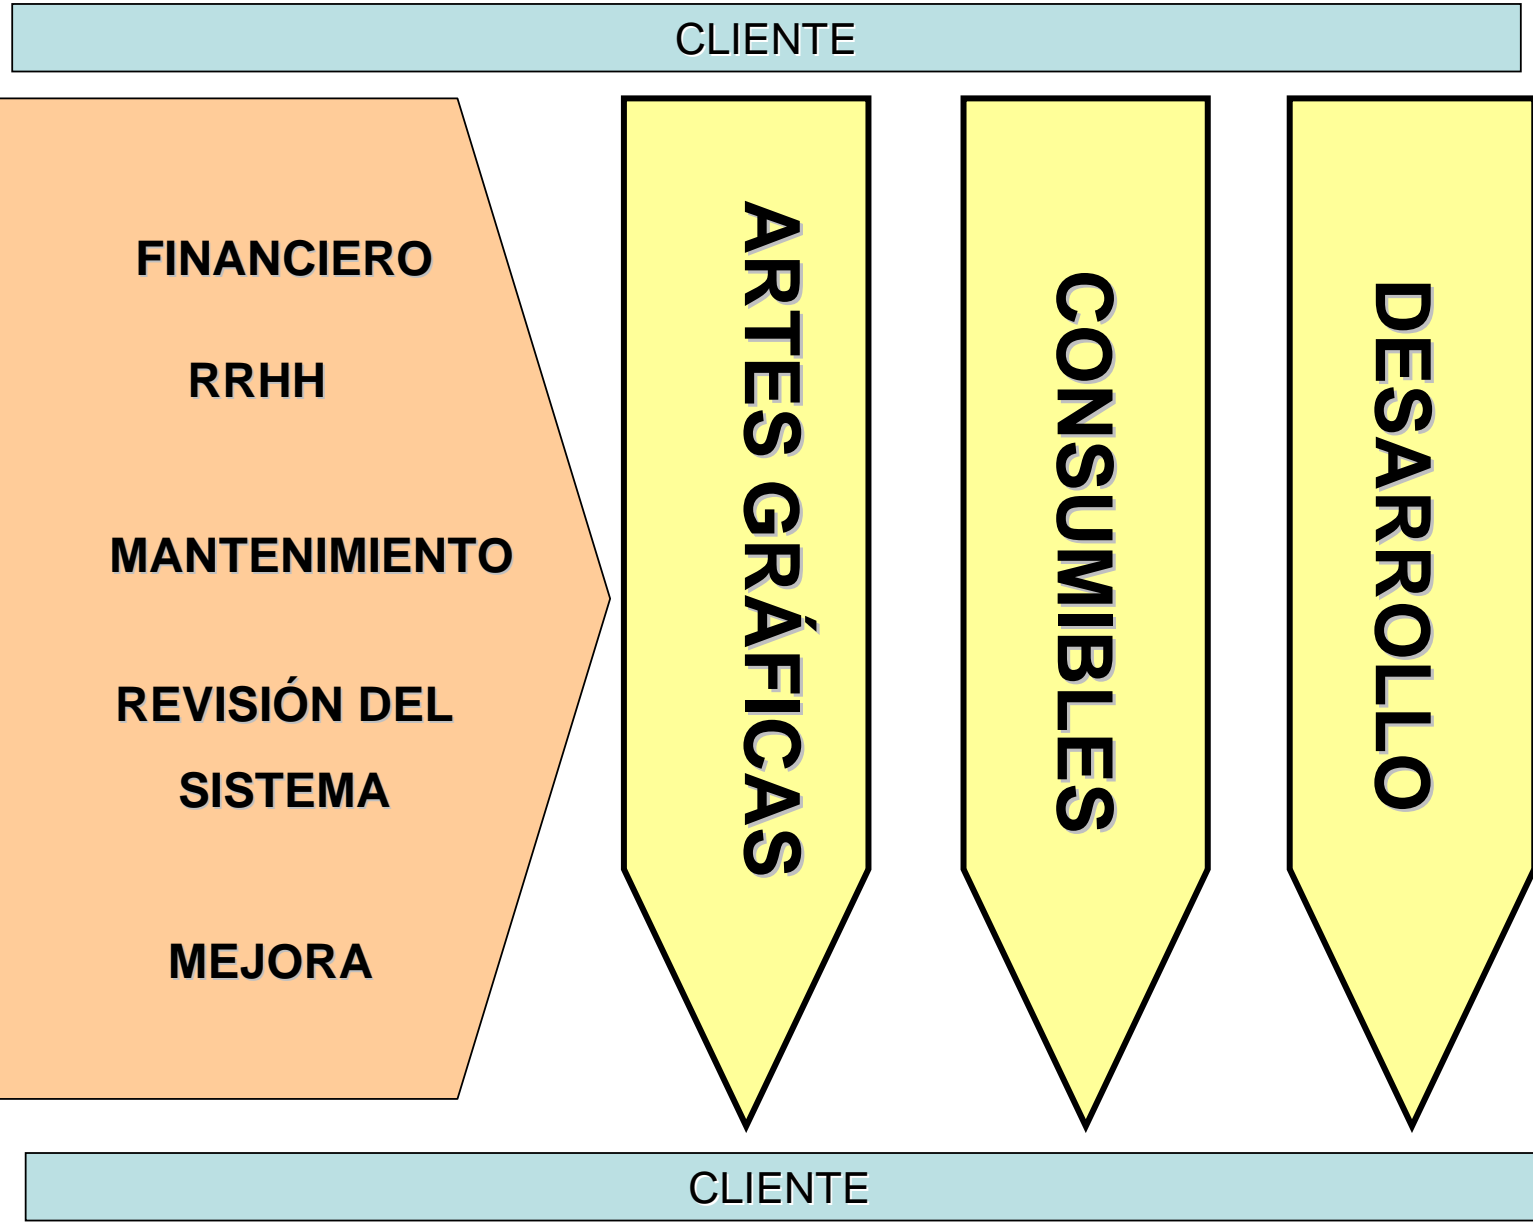 CLIENTE
FINANCIERO
RRHH
MANTENIMIENTO
REVISIÓN DEL
SISTEMA
MEJORA
ARTES GRÁFICAS
CONSUMIBLES
DESARROLLO
CLIENTE